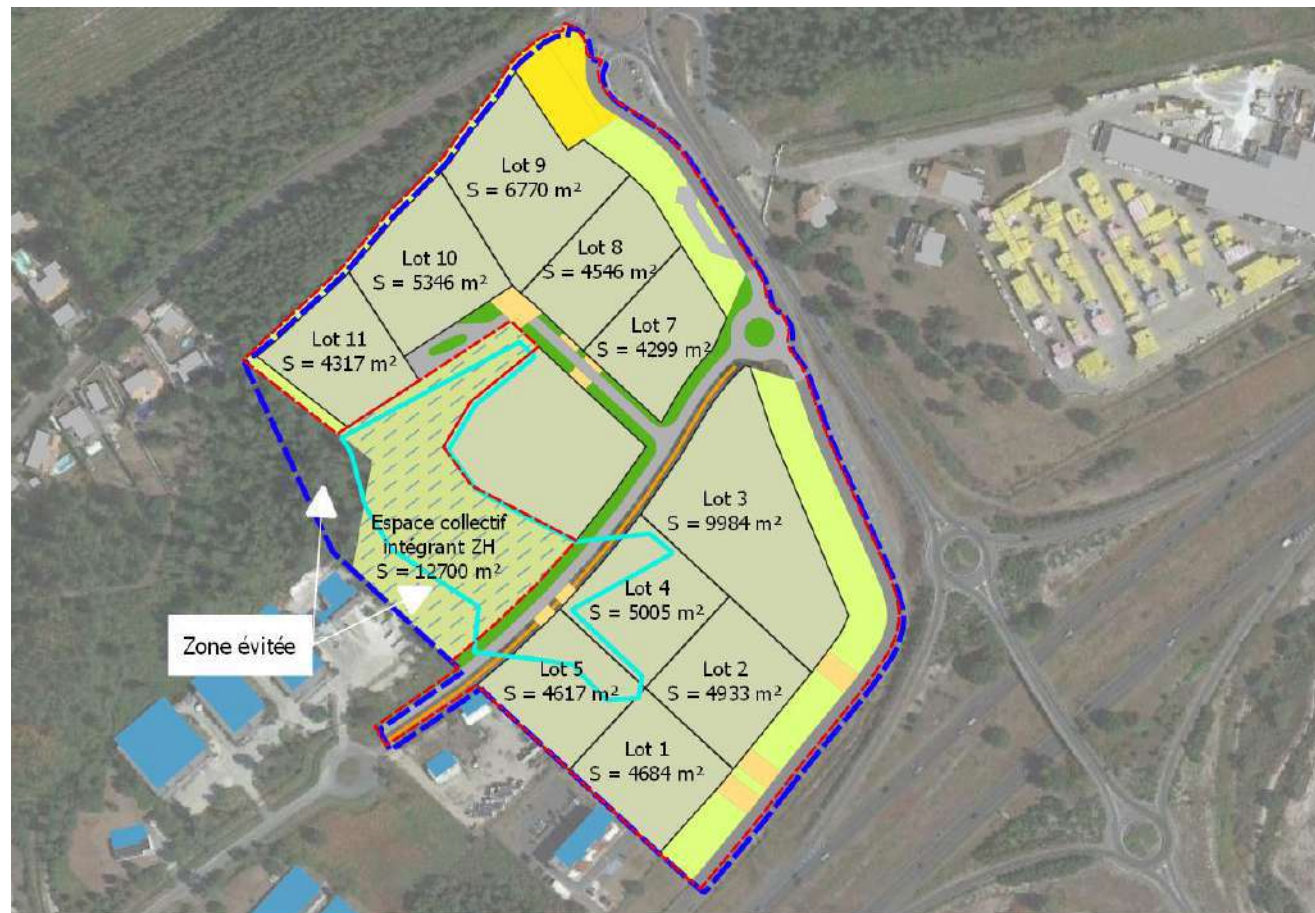 Lot 9
S = 6770 m²
Lot 8
S = 4546 m²
Lot 10
S = 5346 m²
Lot 7
S = 4299 m²
Lot 11
S = 4317 m²
Lot 3
S = 9984 m²
Espace collectif
intégrant ZH
S = 12700 m²
Lot 4
S = 5005 m²
Zone évitée
Lot 5
S = 4617 m²
Lot 2
S = 4933 m²
Lot 1
S = 4684 m²